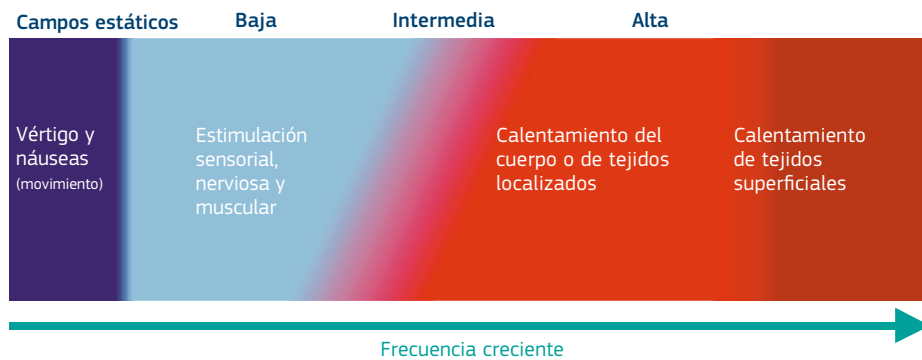 Campos estáticos Baja Intermedia Alta
Vértigo y
náuseas
(movimiento)
Estimulación
sensorial,
nerviosa y
muscular
Calentamiento del
cuerpo o de tejidos
localizados
Calentamiento
de tejidos
superficiales
Frecuencia creciente